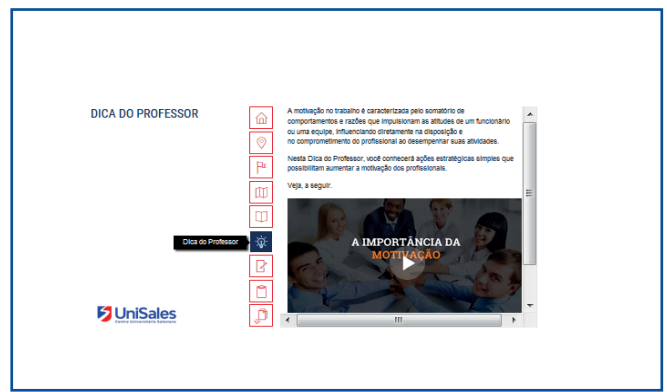 DICA DO PROFESSOR
A motivação no trabalho é caracterizada pelo somatório de
comportamentos e razões que impulsionam as atitudes de um funcionário
ou uma equipe, influenciando diretamente na disposição e
no comprometimento do profissional ao desempenhar suas atividades.
Nesta Dica do Professor, você conhecerá ações estratégicas simples que
possibilitam aumentar a motivação dos profissionais.
Veja, a seguir.
Dica do Professor
A IMPORTÂNCIA DA
MOTIVAÇÃO
UniSales
Centro Universitário Salesiano